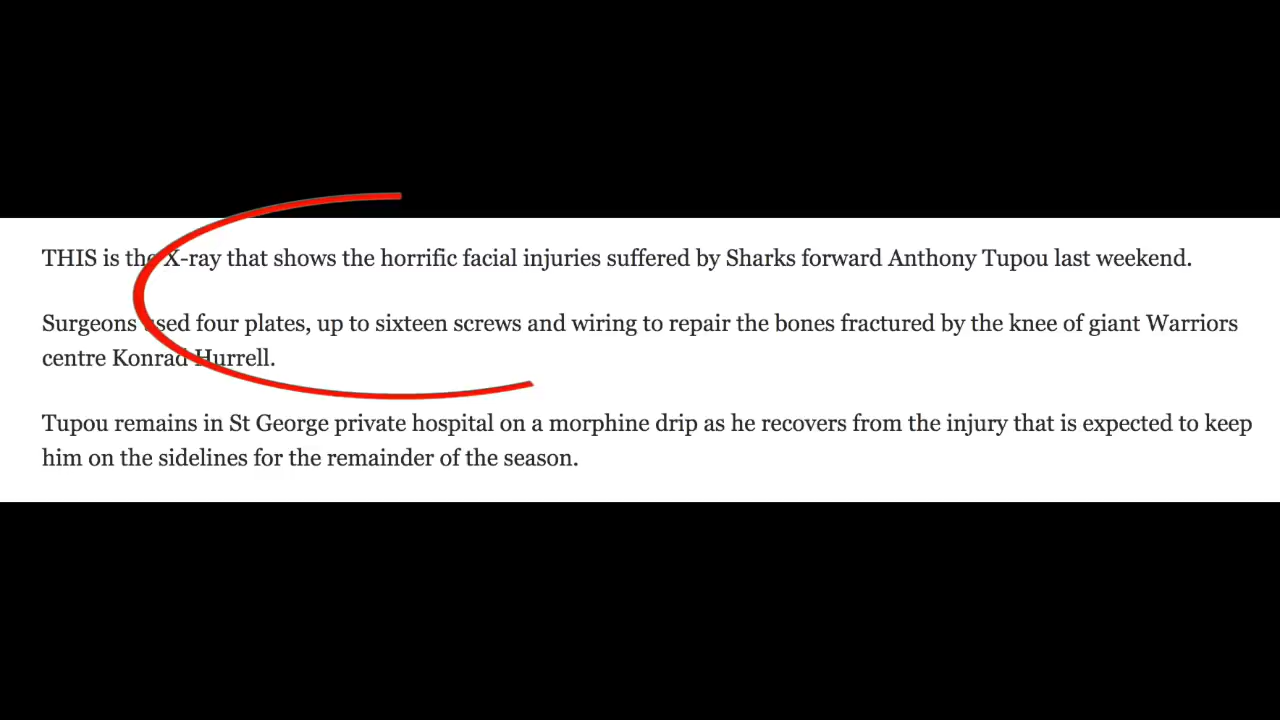 THIS is the X-ray that shows the horrific facial injuries suffered by Sharks forward Anthony Tupou last weekend.
Surgeons used four plates, up to sixteen screws and wiring to repair the bones fractured by the knee of giant Warriors
centre Konrad Hurrell.
Tupou remains in St George private hospital on a morphine drip as he recovers from the injury that is expected to keep
him on the sidelines for the remainder of the season.